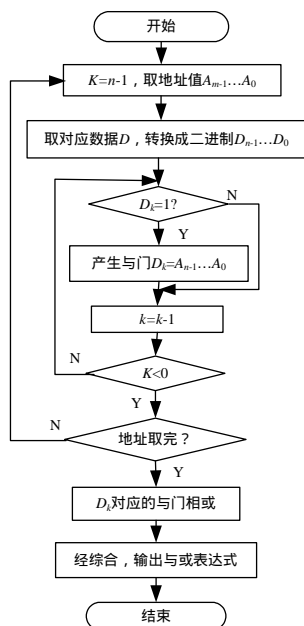 开始
K=n-1，取地址值Am-1…A0
取对应数据D，转换成二进制Dn-1…D0
Dk=1?
N
Y
产生与门Dk=An-1…A0
k=k-1
N
K<0
Y
N
地址取完？
Y
Dk对应的与门相或
经综合，输出与或表达式
结束